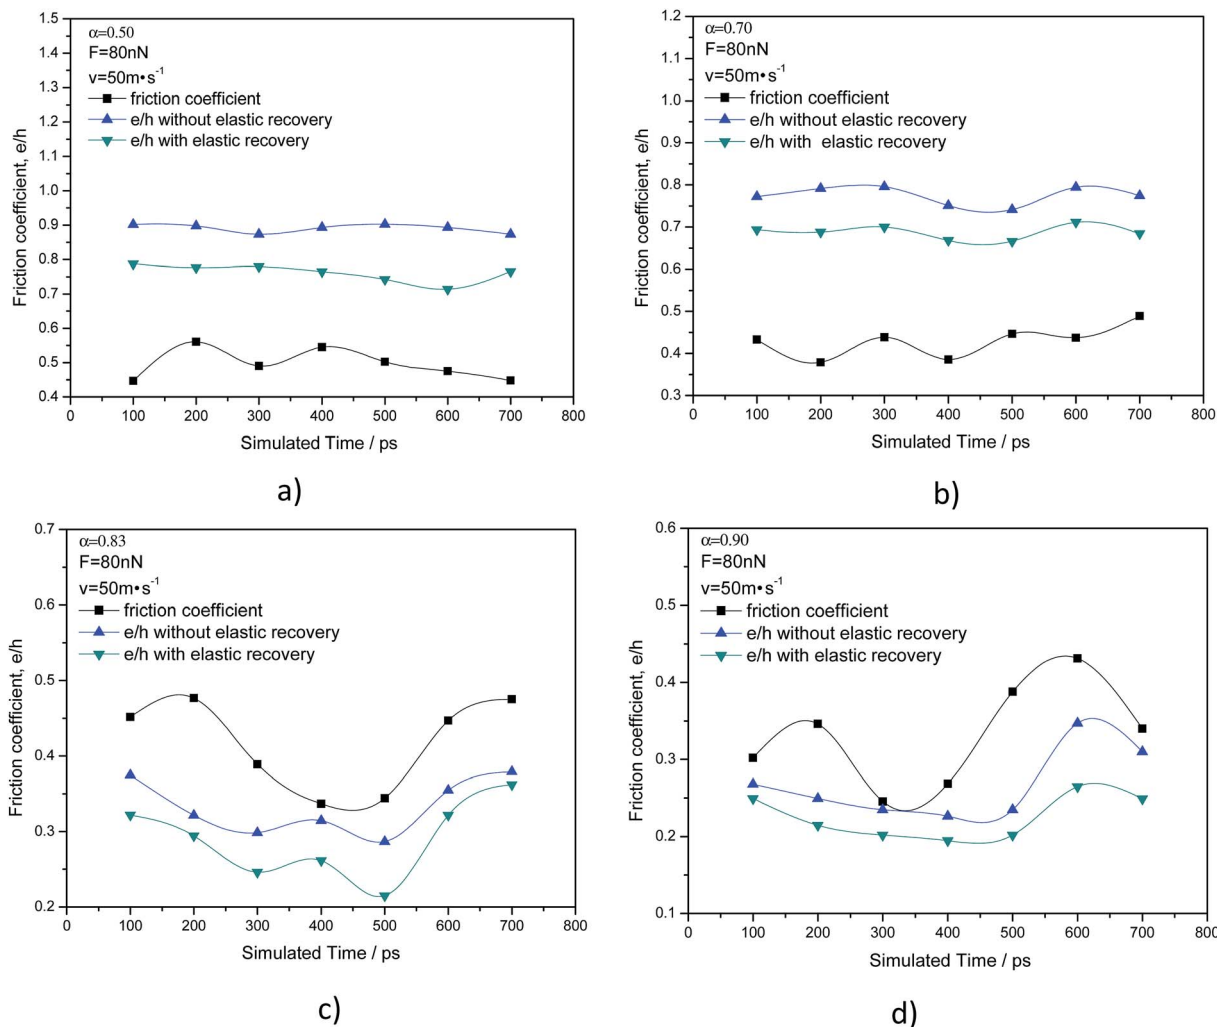 1.5
1.4
1.3
1.2
1.1
1.0
0.9
0.8
0.7
0.6
0.5
0.4
Friction coefficient, e/h
α=0.50
F=80nN
v=50m•s⁻¹
friction coefficient
e/h without elastic recovery
e/h with elastic recovery
0 100 200 300 400 500 600 700 800
Simulated Time / ps
a)
1.2
1.1
1.0
0.9
0.8
0.7
0.6
0.5
0.4
0.3
Friction coefficient, e/h
α=0.70
F=80nN
v=50m•s⁻¹
friction coefficient
e/h without elastic recovery
e/h with elastic recovery
0 100 200 300 400 500 600 700 800
Simulated Time / ps
b)
0.7
0.6
0.5
0.4
0.3
0.2
Friction coefficient, e/h
α=0.83
F=80nN
v=50m•s⁻¹
friction coefficient
e/h without elastic recovery
e/h with elastic recovery
0 100 200 300 400 500 600 700 800
Simulated Time / ps
c)
0.6
0.5
0.4
0.3
0.2
0.1
Friction coefficient, e/h
α=0.90
F=80nN
v=50m•s⁻¹
friction coefficient
e/h without elastic recovery
e/h with elastic recovery
0 100 200 300 400 500 600 700 800
Simulated Time / ps
d)